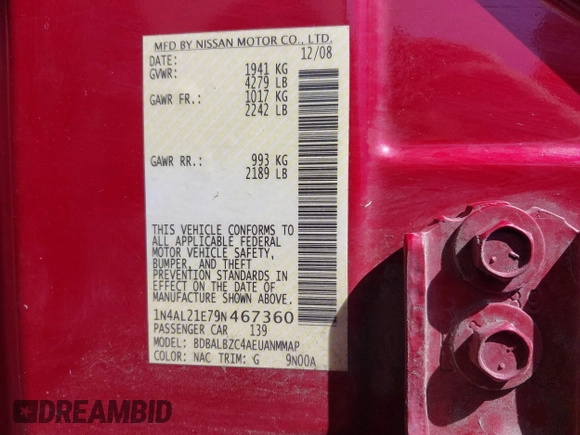 MFD BY NISSAN MOTOR CO., LTD.
DATE: 12/08
GVWR: 1941 KG
4279 LB
GAWR FR.: 1017 KG
2242 LB
GAWR RR.: 993 KG
2189 LB
THIS VEHICLE CONFORMS TO
ALL APPLICABLE FEDERAL
MOTOR VEHICLE SAFETY,
BUMPER, AND THEFT
PREVENTION STANDARDS IN
EFFECT ON THE DATE OF
MANUFACTURE SHOWN ABOVE.
1N4AL21E79N 467360
PASSENGER CAR 139
MODEL: BDBALBZC4AEUANMMAP
COLOR: NAC TRIM: G 9N00A
DREAMBID